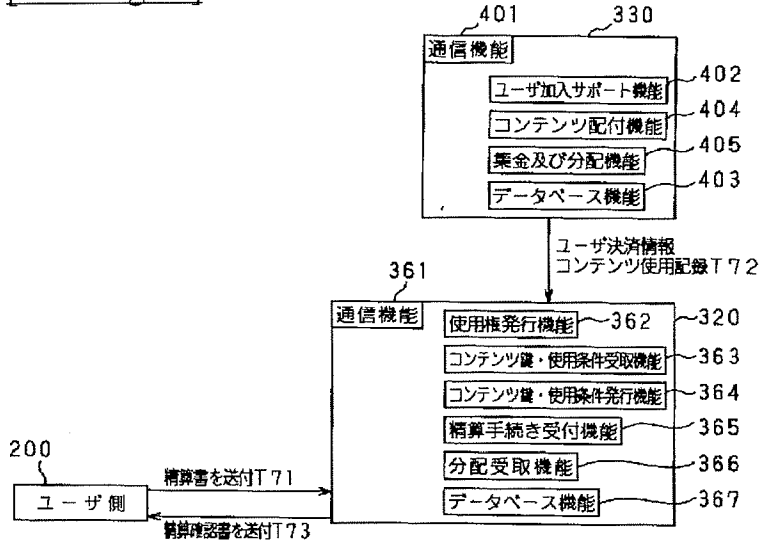 401
330
通信機能
ユーザ加入サポート機能
402
コンテンツ配付機能
404
集金及び分配機能
405
データベース機能
403
ユーザ決済情報
コンテンツ使用記録T72
361
通信機能
使用権発行機能
362
320
コンテンツ鍵・使用条件受取機能
363
コンテンツ鍵・使用条件発行機能
364
精算手続き受付機能
365
分配受取機能
366
データベース機能
367
200
ユーザ側
精算書を送付T71
精算確認書を送付T73